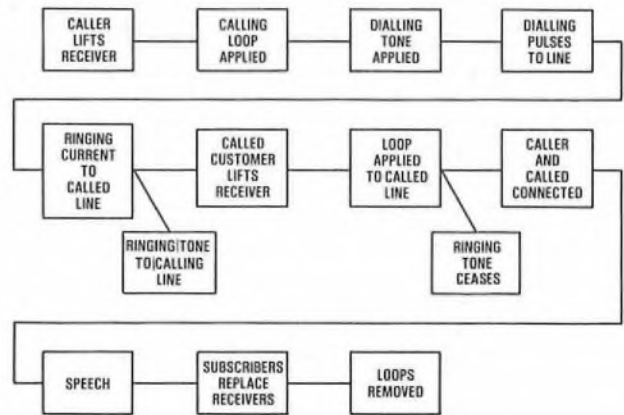 CALLER
LIFTS
RECEIVER
CALLING
LOOP
APPLIED
DIALLING
TONE
APPLIED
DIALLING
PULSES
TO LINE
RINGING
CURRENT
TO
CALLED
LINE
CALLED
CUSTOMER
LIFTS
RECEIVER
LOOP
APPLIED
TO CALLED
LINE
CALLER
AND
CALLED
CONNECTED
RINGING TONE
TO CALLING
LINE
RINGING
TONE
CEASES
SPEECH
SUBSCRIBERS
REPLACE
RECEIVERS
LOOPS
REMOVED